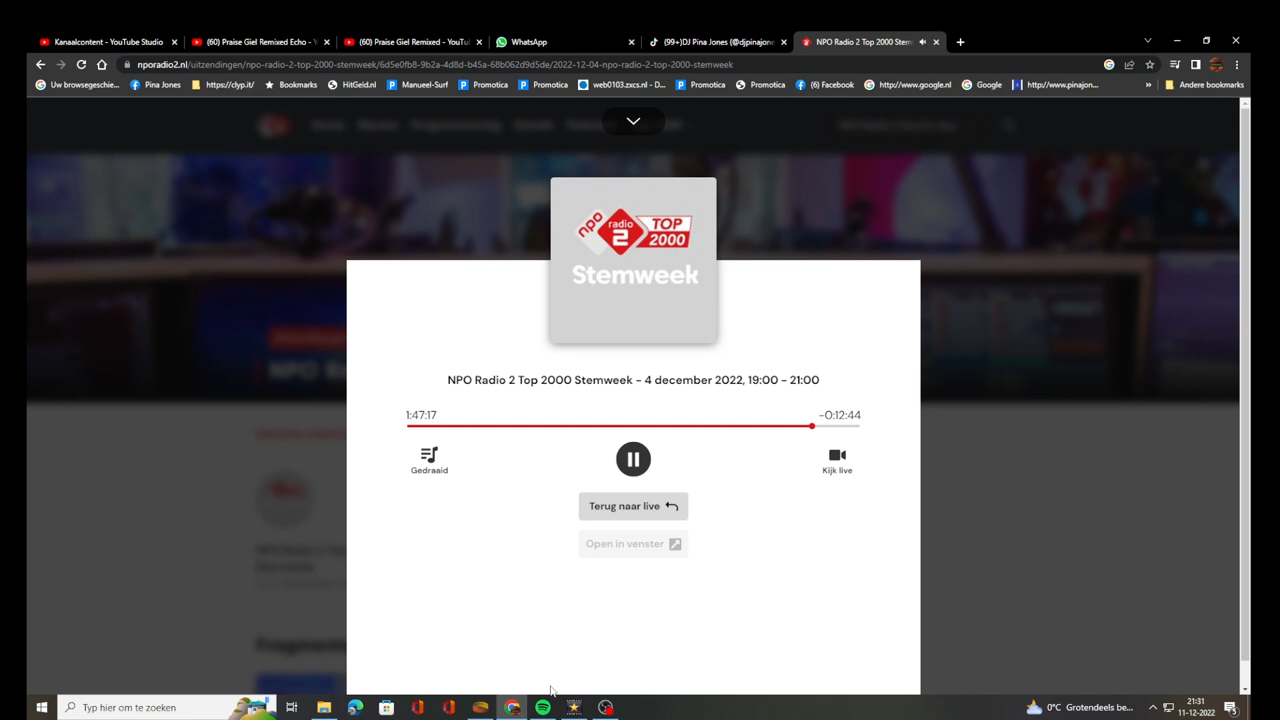 Kanaalcontent - YouTube Studio
(60) Praise Giel Remixed Echo - Y
(60) Praise Giel Remixed - YouTu
WhatsApp
(99+)DJ Pina Jones (@djpinajone
NPO Radio 2 Top 2000 Stem
nporadio2.nl/uitzendingen/npo-radio-2-top-2000-stemweek/6d5e0fb8-9b2a-4d8d-b45a-68b062d9d5de/2022-12-04-npo-radio-2-top-2000-stemweek
Uw browsegeschie...
Pina Jones
https://clyp.it/
Bookmarks
HitGeld.nl
Manueel-Surf
Promotica
Promotica
web0103.zxcs.nl - D...
Promotica
Promotica
(6) Facebook
http://www.google.nl
Google
http://www.pinajon...
Andere bookmarks
npo radio 2 TOP 2000
Stemweek
NPO Radio 2 Top 2000 Stemweek - 4 december 2022, 19:00 - 21:00
1:47:17
-0:12:44
Gedraaid
Kijk live
Terug naar live
Open in venster
Typ hier om te zoeken
0°C Grotendeels be...
21:31
11-12-2022
5